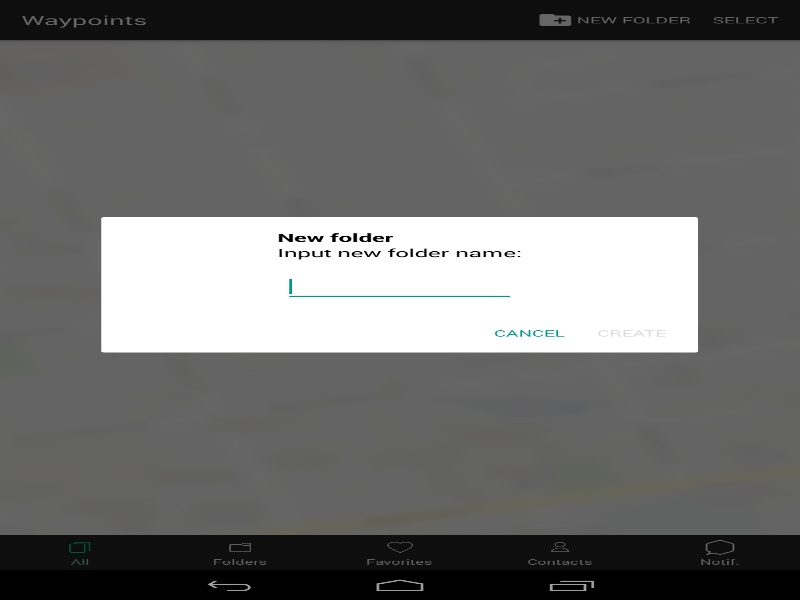 Waypoints
NEW FOLDER
SELECT
New folder
Input new folder name:
CANCEL
CREATE
All
Folders
Favorites
Contacts
Notif.